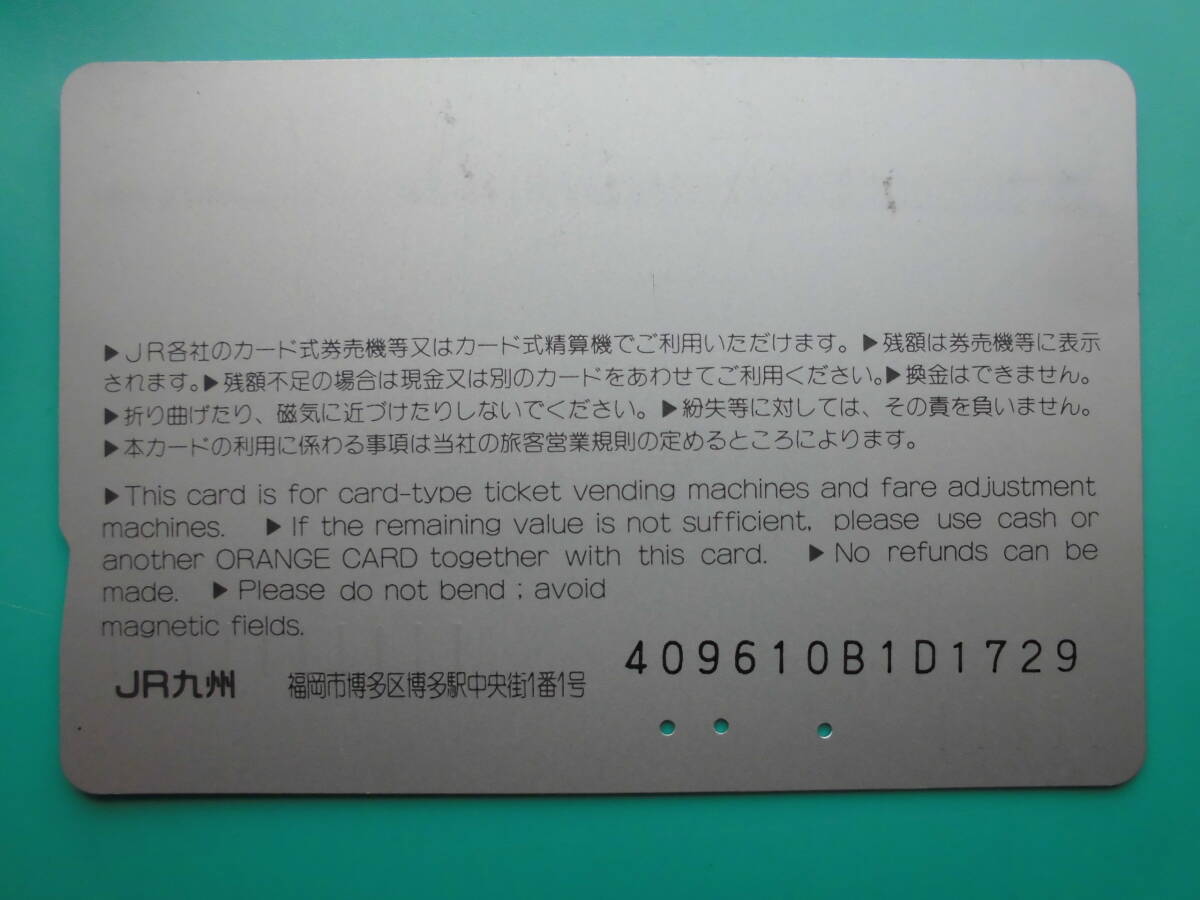 ▶JR各社のカード式券売機等又はカード式精算機でご利用いただけます。▶残額は券売機等に表示
されます。▶残額不足の場合は現金又は別のカードをあわせてご利用ください。▶換金はできません。
▶折り曲げたり、磁気に近づけたりしないでください。▶紛失等に対しては、その責を負いません。
▶本カードの利用に係わる事項は当社の旅客営業規則の定めるところによります。
▶This card is for card-type ticket vending machines and fare adjustment
machines. ▶If the remaining value is not sufficient, please use cash or
another ORANGE CARD together with this card. ▶No refunds can be
made. ▶Please do not bend ; avoid
magnetic fields.
409610B1D1729
JR九州 福岡市博多区博多駅中央街1番1号